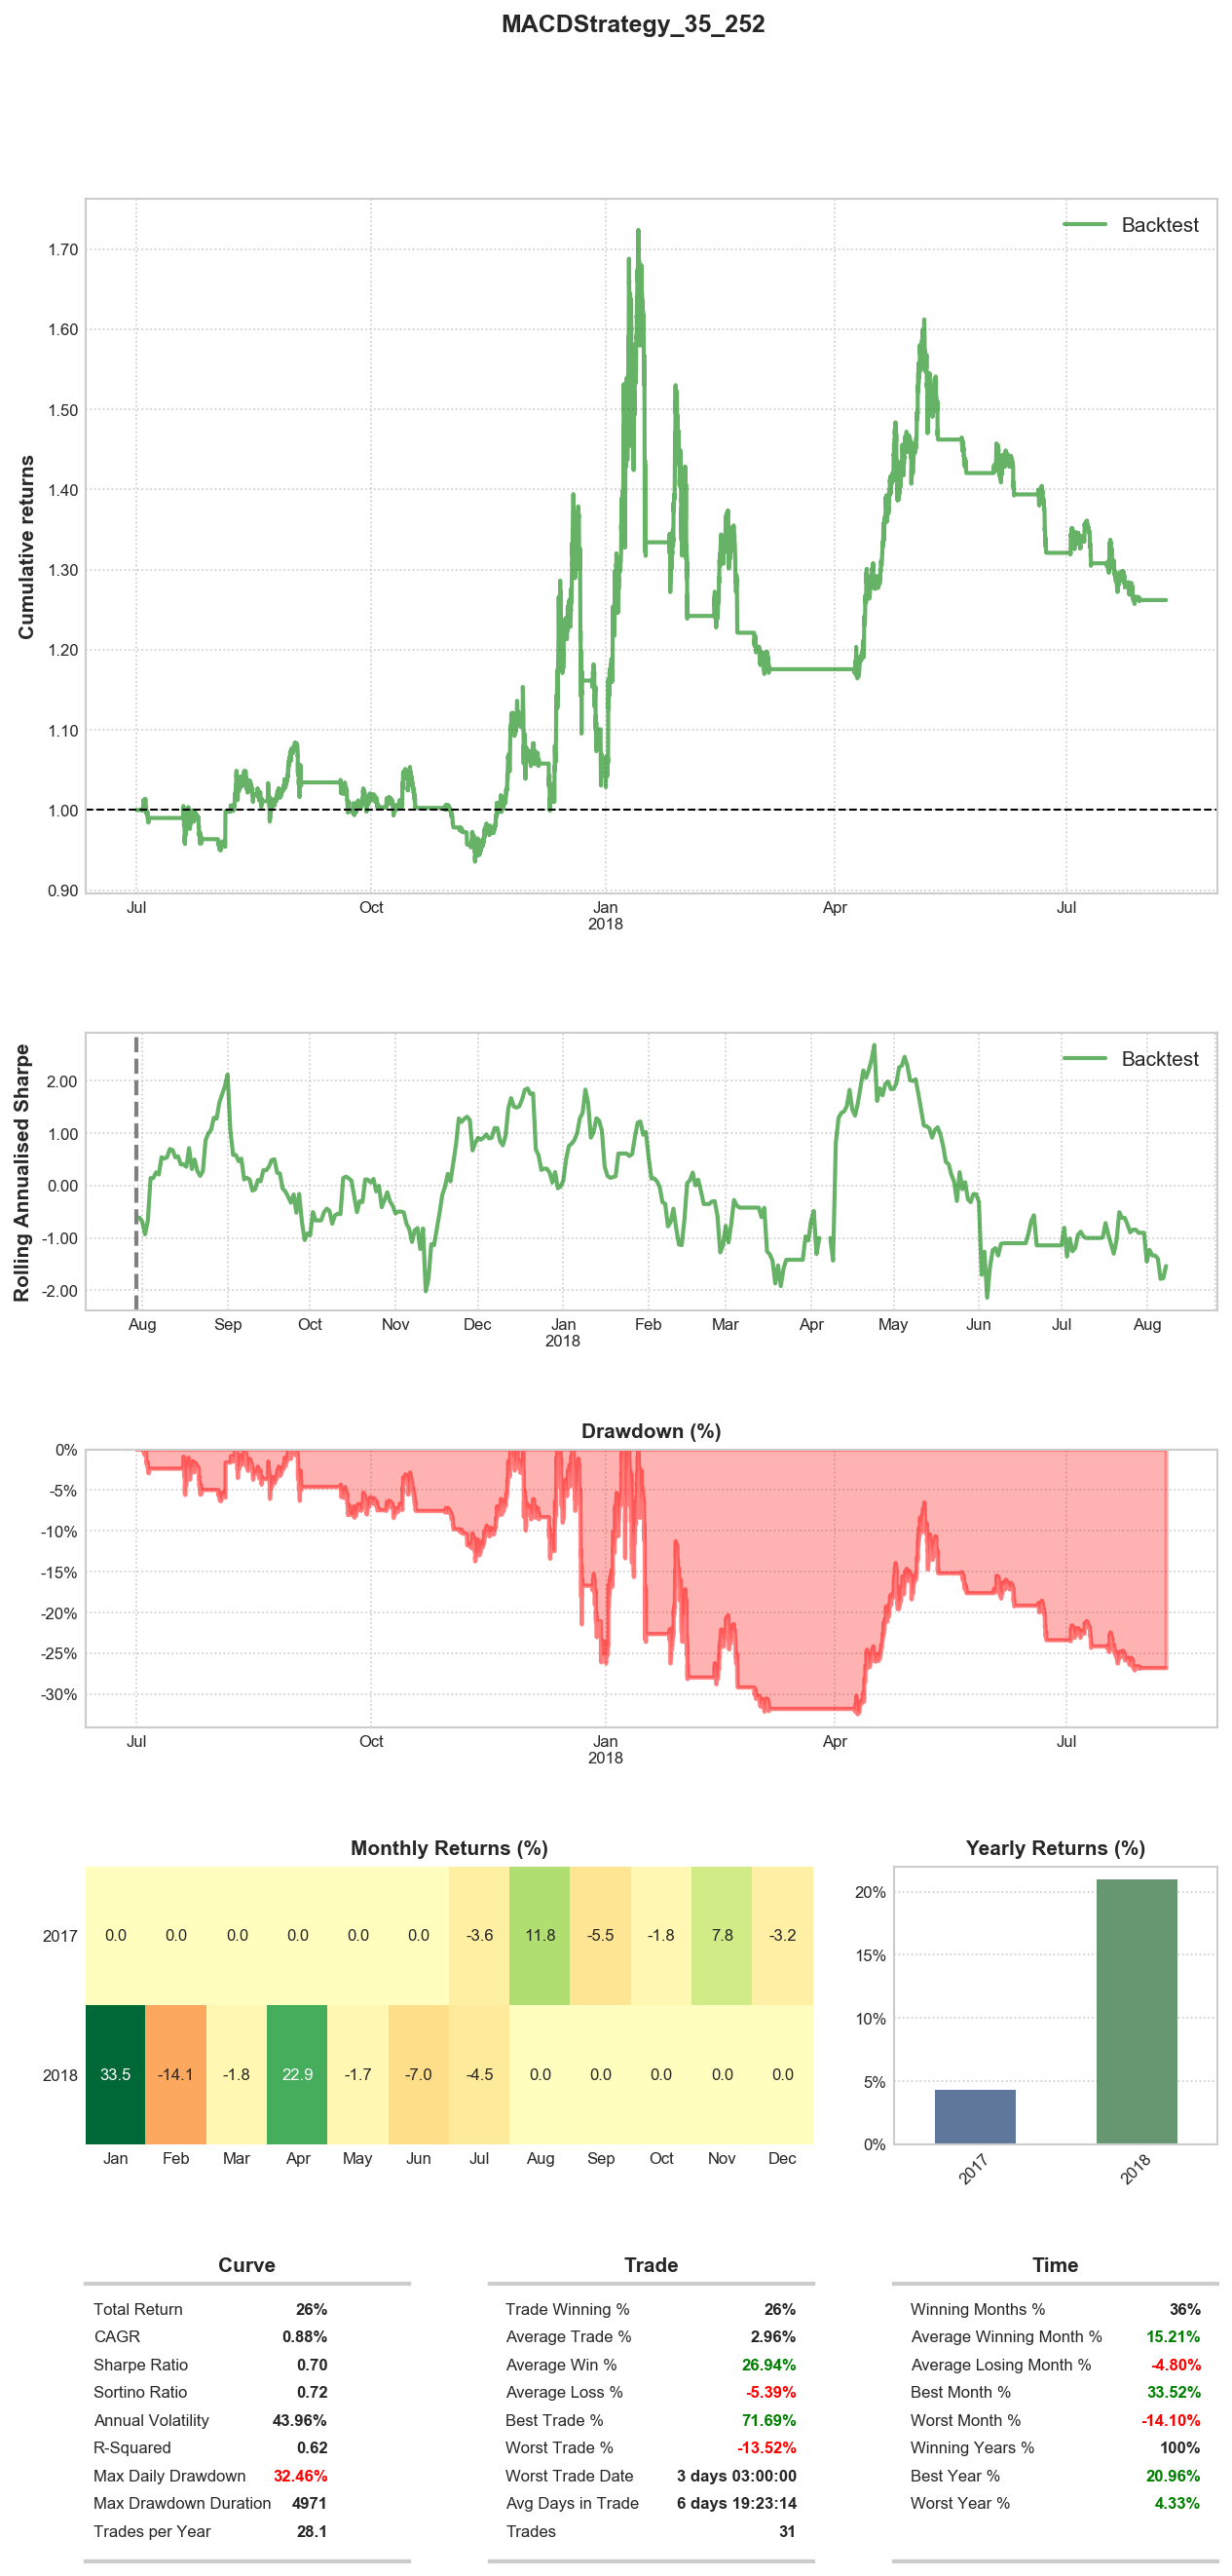 MACDStrategy_35_252
Cumulative returns
Backtest
1.70
1.60
1.50
1.40
1.30
1.20
1.10
1.00
0.90
Jul Oct Jan Apr Jul
2018
Rolling Annualised Sharpe
Backtest
2.00
1.00
0.00
-1.00
-2.00
Aug Sep Oct Nov Dec Jan Feb Mar Apr May Jun Jul Aug
2018
Drawdown (%)
0%
-5%
-10%
-15%
-20%
-25%
-30%
Jul Oct Jan Apr Jul
2018
Monthly Returns (%)
2017 0.0 0.0 0.0 0.0 0.0 0.0 -3.6 11.8 -5.5 -1.8 7.8 -3.2
2018 33.5 -14.1 -1.8 22.9 -1.7 -7.0 -4.5 0.0 0.0 0.0 0.0 0.0
Jan Feb Mar Apr May Jun Jul Aug Sep Oct Nov Dec
Yearly Returns (%)
20%
15%
10%
5%
0%
2017 2018
Curve
Total Return 26%
CAGR 0.88%
Sharpe Ratio 0.70
Sortino Ratio 0.72
Annual Volatility 43.96%
R-Squared 0.62
Max Daily Drawdown 32.46%
Max Drawdown Duration 4971
Trades per Year 28.1
Trade
Trade Winning % 26%
Average Trade % 2.96%
Average Win % 26.94%
Average Loss % -5.39%
Best Trade % 71.69%
Worst Trade % -13.52%
Worst Trade Date 3 days 03:00:00
Avg Days in Trade 6 days 19:23:14
Trades 31
Time
Winning Months % 36%
Average Winning Month % 15.21%
Average Losing Month % -4.80%
Best Month % 33.52%
Worst Month % -14.10%
Winning Years % 100%
Best Year % 20.96%
Worst Year % 4.33%